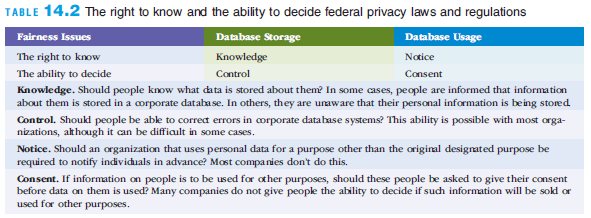 TABLE 14.2 The right to know and the ability to decide federal privacy laws and regulations
Fairness Issues Database Storage Database Usage
The right to know Knowledge Notice
The ability to decide Control Consent
Knowledge. Should people know what data is stored about them? In some cases, people are informed that information
about them is stored in a corporate database. In others, they are unaware that their personal information is being stored.
Control. Should people be able to correct errors in corporate database systems? This ability is possible with most orga-
nizations, although it can be difficult in some cases.
Notice. Should an organization that uses personal data for a purpose other than the original designated purpose be
required to notify individuals in advance? Most companies don't do this.
Consent. If information on people is to be used for other purposes, should these people be asked to give their consent
before data on them is used? Many companies do not give people the ability to decide if such information will be sold or
used for other purposes.